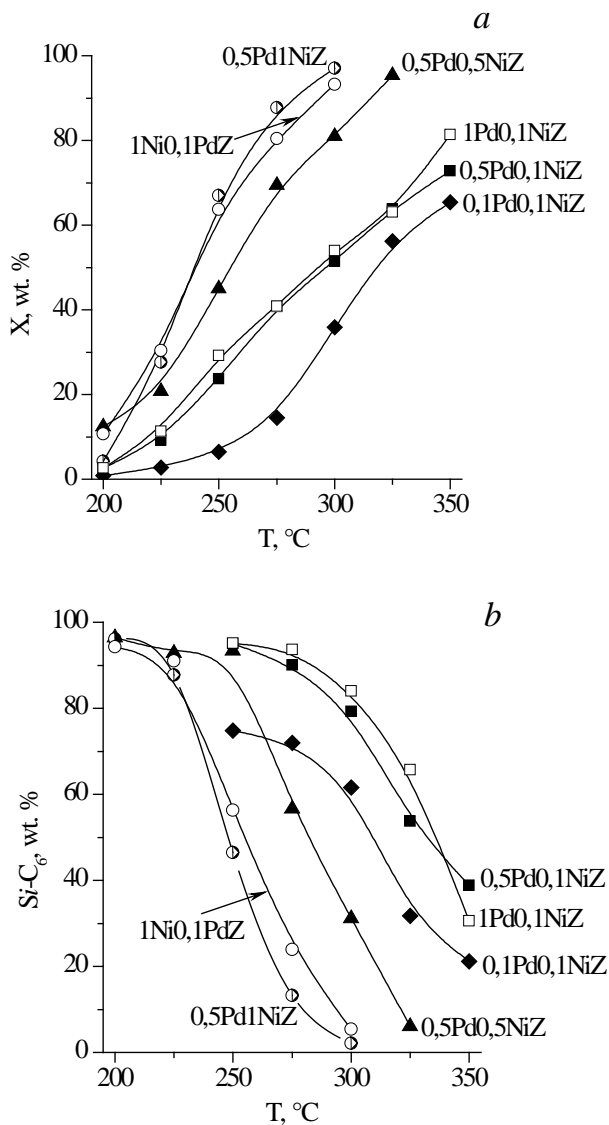 a
100
80
60
40
20
0
X, wt. %
0,5Pd1NiZ
0,5Pd0,5NiZ
1Ni0,1PdZ
1Pd0,1NiZ
0,5Pd0,1NiZ
0,1Pd0,1NiZ
200 250 300 350
T, °C
b
100
80
60
40
20
0
Si-C6, wt. %
0,5Pd0,1NiZ
1Pd0,1NiZ
1Ni0,1PdZ
0,1Pd0,1NiZ
0,5Pd1NiZ
0,5Pd0,5NiZ
200 250 300 350
T, °C